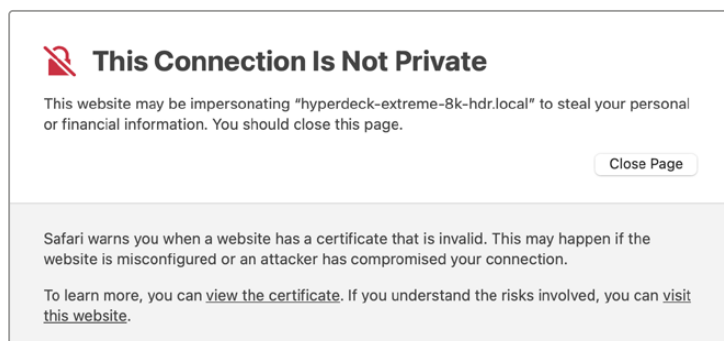 This Connection Is Not Private
This website may be impersonating “hyperdeck-extreme-8k-hdr.local” to steal your personal
or financial information. You should close this page.
Close Page
Safari warns you when a website has a certificate that is invalid. This may happen if the
website is misconfigured or an attacker has compromised your connection.
To learn more, you can view the certificate. If you understand the risks involved, you can visit
this website.